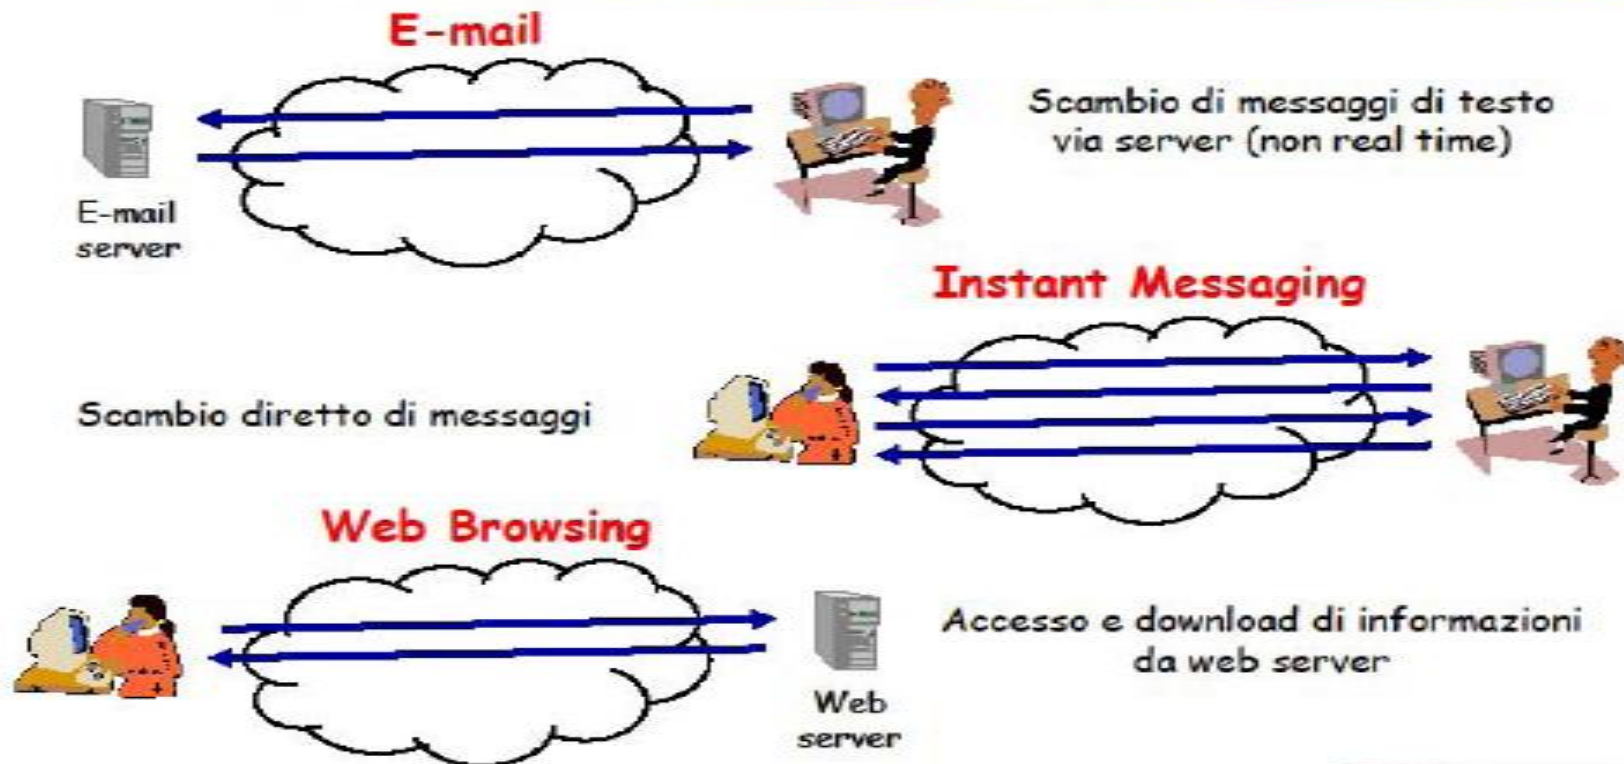 E-mail
Scambio di messaggi di testo
via server (non real time)
E-mail
server
Instant Messaging
Scambio diretto di messaggi
Web Browsing
Accesso e download di informazioni
da web server
Web
server